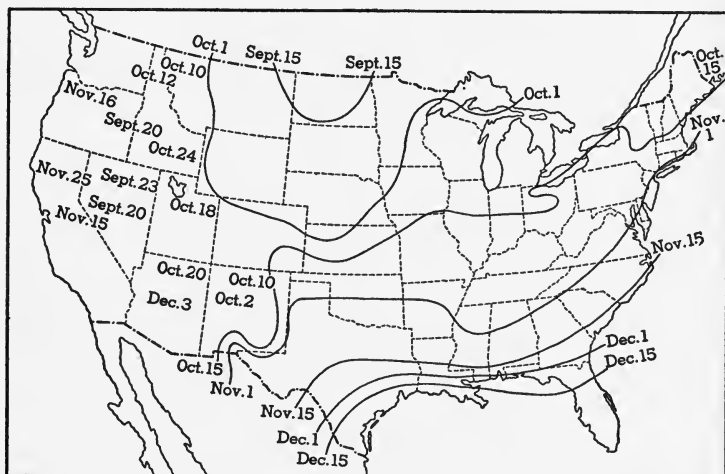 Oct.1
Sept.15
Sept.15
Oct.10
Oct.12
Oct.
15
Nov.16
Oct.1
Sept.20
Oct.24
Nov.
1
Nov.25
Sept.23
Sept.20
Oct.18
Nov.15
Nov.15
Oct.20
Oct.10
Dec.3
Oct.2
Oct.15
Nov.1
Dec.1
Dec.15
Nov.15
Dec.1
Dec.15